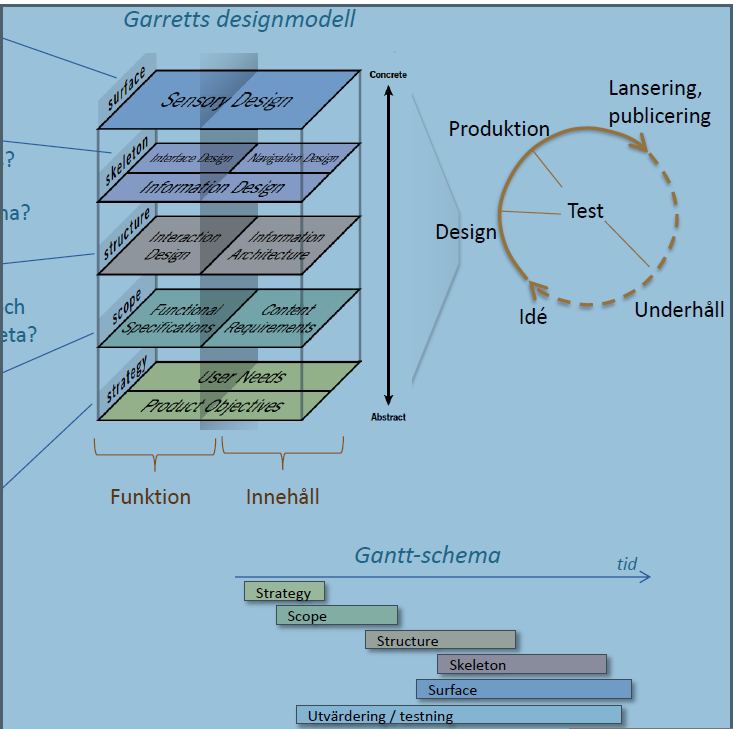 Garretts designmodell
Concrete
surface
Sensory Design
skeleton
Interface Design
Navigation Design
Information Design
structure
Interaction
Design
Information
Architecture
scope
Functional
Specifications
Content
Requirements
strategy
User Needs
Product Objectives
Abstract
Funktion
Innehåll
Lansering,
publicering
Produktion
Test
Design
Idé
Underhåll
?
na?
och
eta?
Gantt-schema
tid
Strategy
Scope
Structure
Skeleton
Surface
Utvärdering / testning